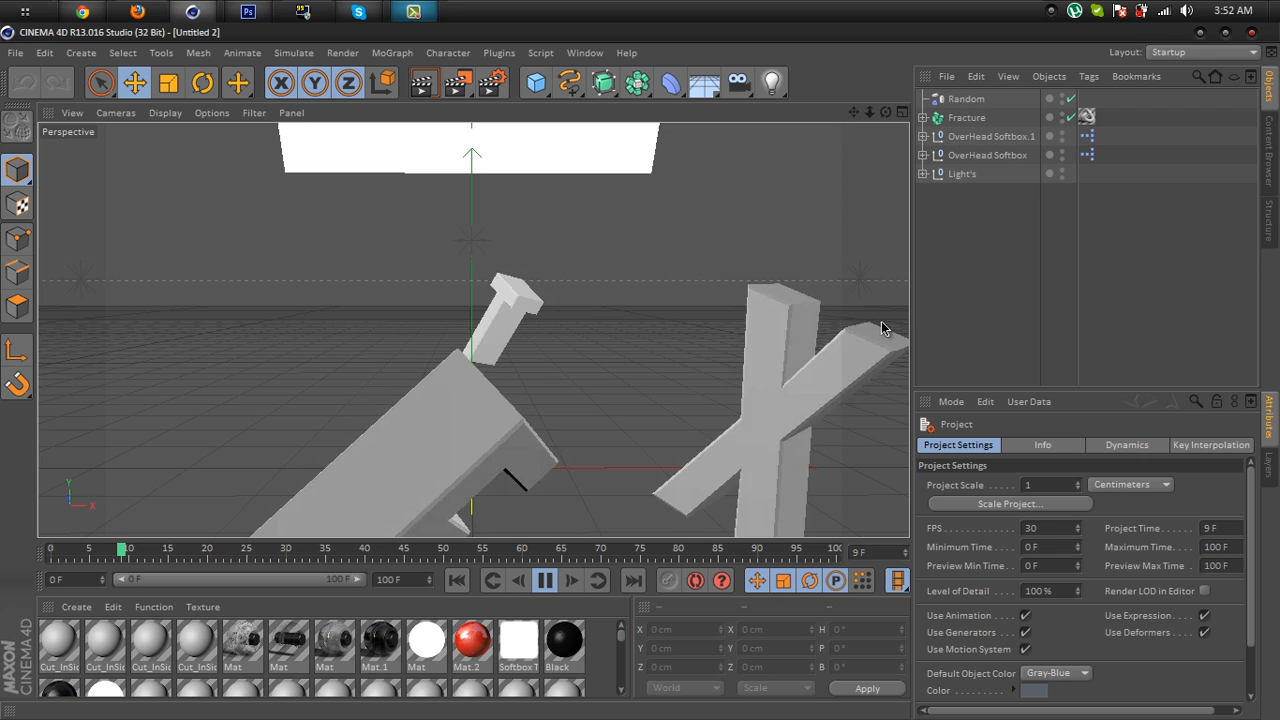 3:52 AM
CINEMA 4D R13.016 Studio (32 Bit) - [Untitled 2]
File Edit Create Select Tools Mesh Animate Simulate Render MoGraph Character Plugins Script Window Help
Layout: Startup
File Edit View Objects Tags Bookmarks
View Cameras Display Options Filter Panel
Perspective
Random
Fracture
OverHead Softbox.1
OverHead Softbox
Light's
Objects
Content Browser
Structure
Attributes
Layers
Mode Edit User Data
Project
Project Settings Info Dynamics Key Interpolation
Project Settings
Project Scale 1 Centimeters
Scale Project...
FPS 30 Project Time 9 F
Minimum Time 0 F Maximum Time 100 F
Preview Min Time 0 F Preview Max Time 100 F
Level of Detail 100 % Render LOD in Editor
Use Animation Use Expression
Use Generators Use Deformers
Use Motion System
Default Object Color Gray-Blue
Color
Y
Z X
0 5 10 15 20 25 30 35 40 45 50 55 60 65 70 75 80 85 90 95 100
9 F
0 F 0 F 100 F 100 F
Create Edit Function Texture
Cut_InSic Cut_InSic Cut_InSic Cut_InSic Mat Mat Mat Mat.1 Mat Mat.2 Softbox T Black
X 0 cm X 0 cm H 0 °
Y 0 cm Y 0 cm P 0 °
Z 0 cm Z 0 cm B 0 °
World Scale Apply
MAXON CINEMA 4D